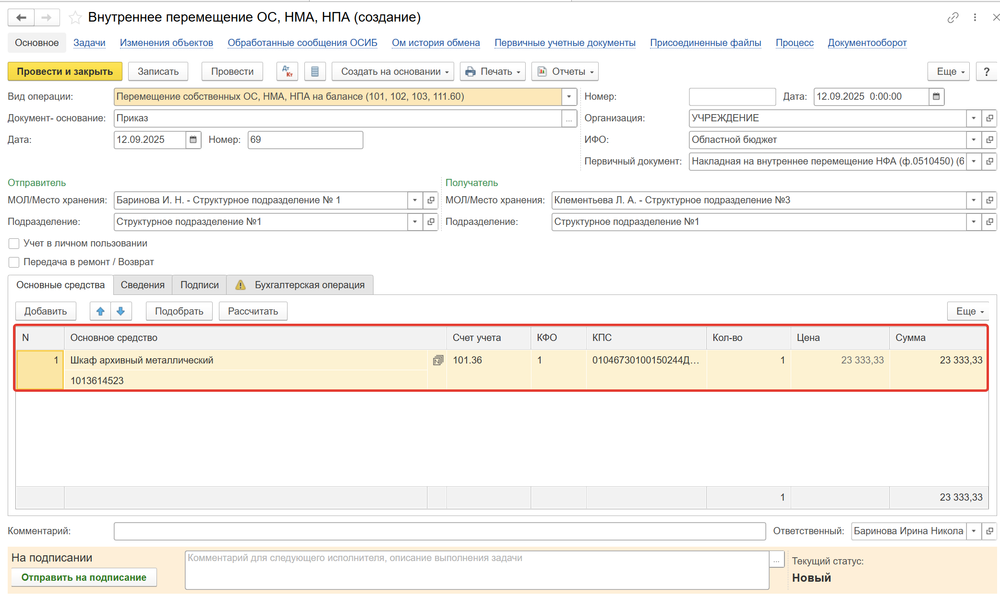 Внутреннее перемещение ОС, НМА, НПА (создание)
Основное Задачи Изменения объектов Обработанные сообщения ОСИБ Ом история обмена Первичные учетные документы Присоединенные файлы Процесс Документооборот
Провести и закрыть Записать Провести Дт Кт Создать на основании Печать Отчеты Еще ?
Вид операции: Перемещение собственных ОС, НМА, НПА на балансе (101, 102, 103, 111.60) Номер: Дата: 12.09.2025 0:00:00
Документ- основание: Приказ ... Организация: УЧРЕЖДЕНИЕ
Дата: 12.09.2025 Номер: 69 ИФО: Областной бюджет
Первичный документ: Накладная на внутреннее перемещение НФА (ф.0510450) (6
Отправитель Получатель
МОЛ/Место хранения: Баринова И. Н. - Структурное подразделение № 1 МОЛ/Место хранения: Клементьева Л. А. - Структурное подразделение №3
Подразделение: Структурное подразделение №1 Подразделение: Структурное подразделение №1
Учет в личном пользовании
Передача в ремонт / Возврат
Основные средства Сведения Подписи Бухгалтерская операция
Добавить Подобрать Рассчитать Еще
N Основное средство Счет учета КФО КПС Кол-во Цена Сумма
1 Шкаф архивный металлический N 101.36 1 01046730100150244Д... 1 23 333,33 23 333,33
1013614523
1 23 333,33
Комментарий: Ответственный: Баринова Ирина Никола
На подписании Комментарий для следующего исполнителя, описание выполнения задачи ... Текущий статус:
Отправить на подписание Новый